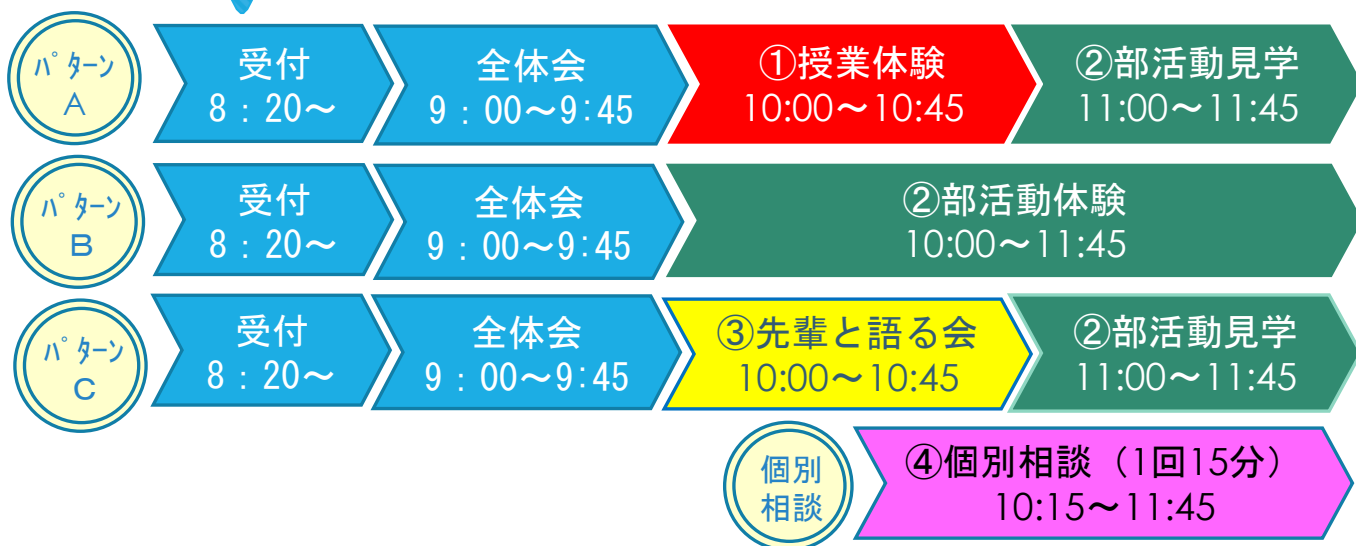 ﾊﾟﾀｰﾝ
A
受付
8：20～
全体会
9：00～9:45
①授業体験
10:00～10:45
②部活動見学
11:00～11:45
ﾊﾟﾀｰﾝ
B
受付
8：20～
全体会
9：00～9:45
②部活動体験
10:00～11:45
ﾊﾟﾀｰﾝ
C
受付
8：20～
全体会
9：00～9:45
③先輩と語る会
10:00～10:45
②部活動見学
11:00～11:45
個別
相談
④個別相談（1回15分）
10:15～11:45